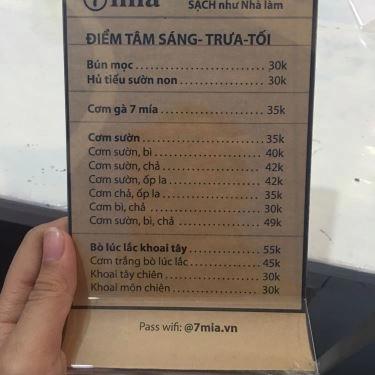 7mia
SẠCH như Nhà làm
ĐIỂM TÂM SÁNG- TRƯA-TỐI
Bún mọc ........................ 30k
Hủ tiếu sườn non ................ 30k
Cơm gà 7 mía .................... 35k
Cơm sườn ........................ 35k
Cơm sườn, bì .................... 40k
Cơm sườn, chả ................... 42k
Cơm sườn, ốp la ................. 42k
Cơm chả, ốp la .................. 35k
Cơm bì, chả ..................... 30k
Cơm sườn, bì, chả ............... 49k
Bò lúc lắc khoai tây ............ 55k
Cơm trắng bò lúc lắc ............ 45k
Khoai tây chiên ................. 30k
Khoai môn chiên ................. 30k
Pass wifi: @7mia.vn